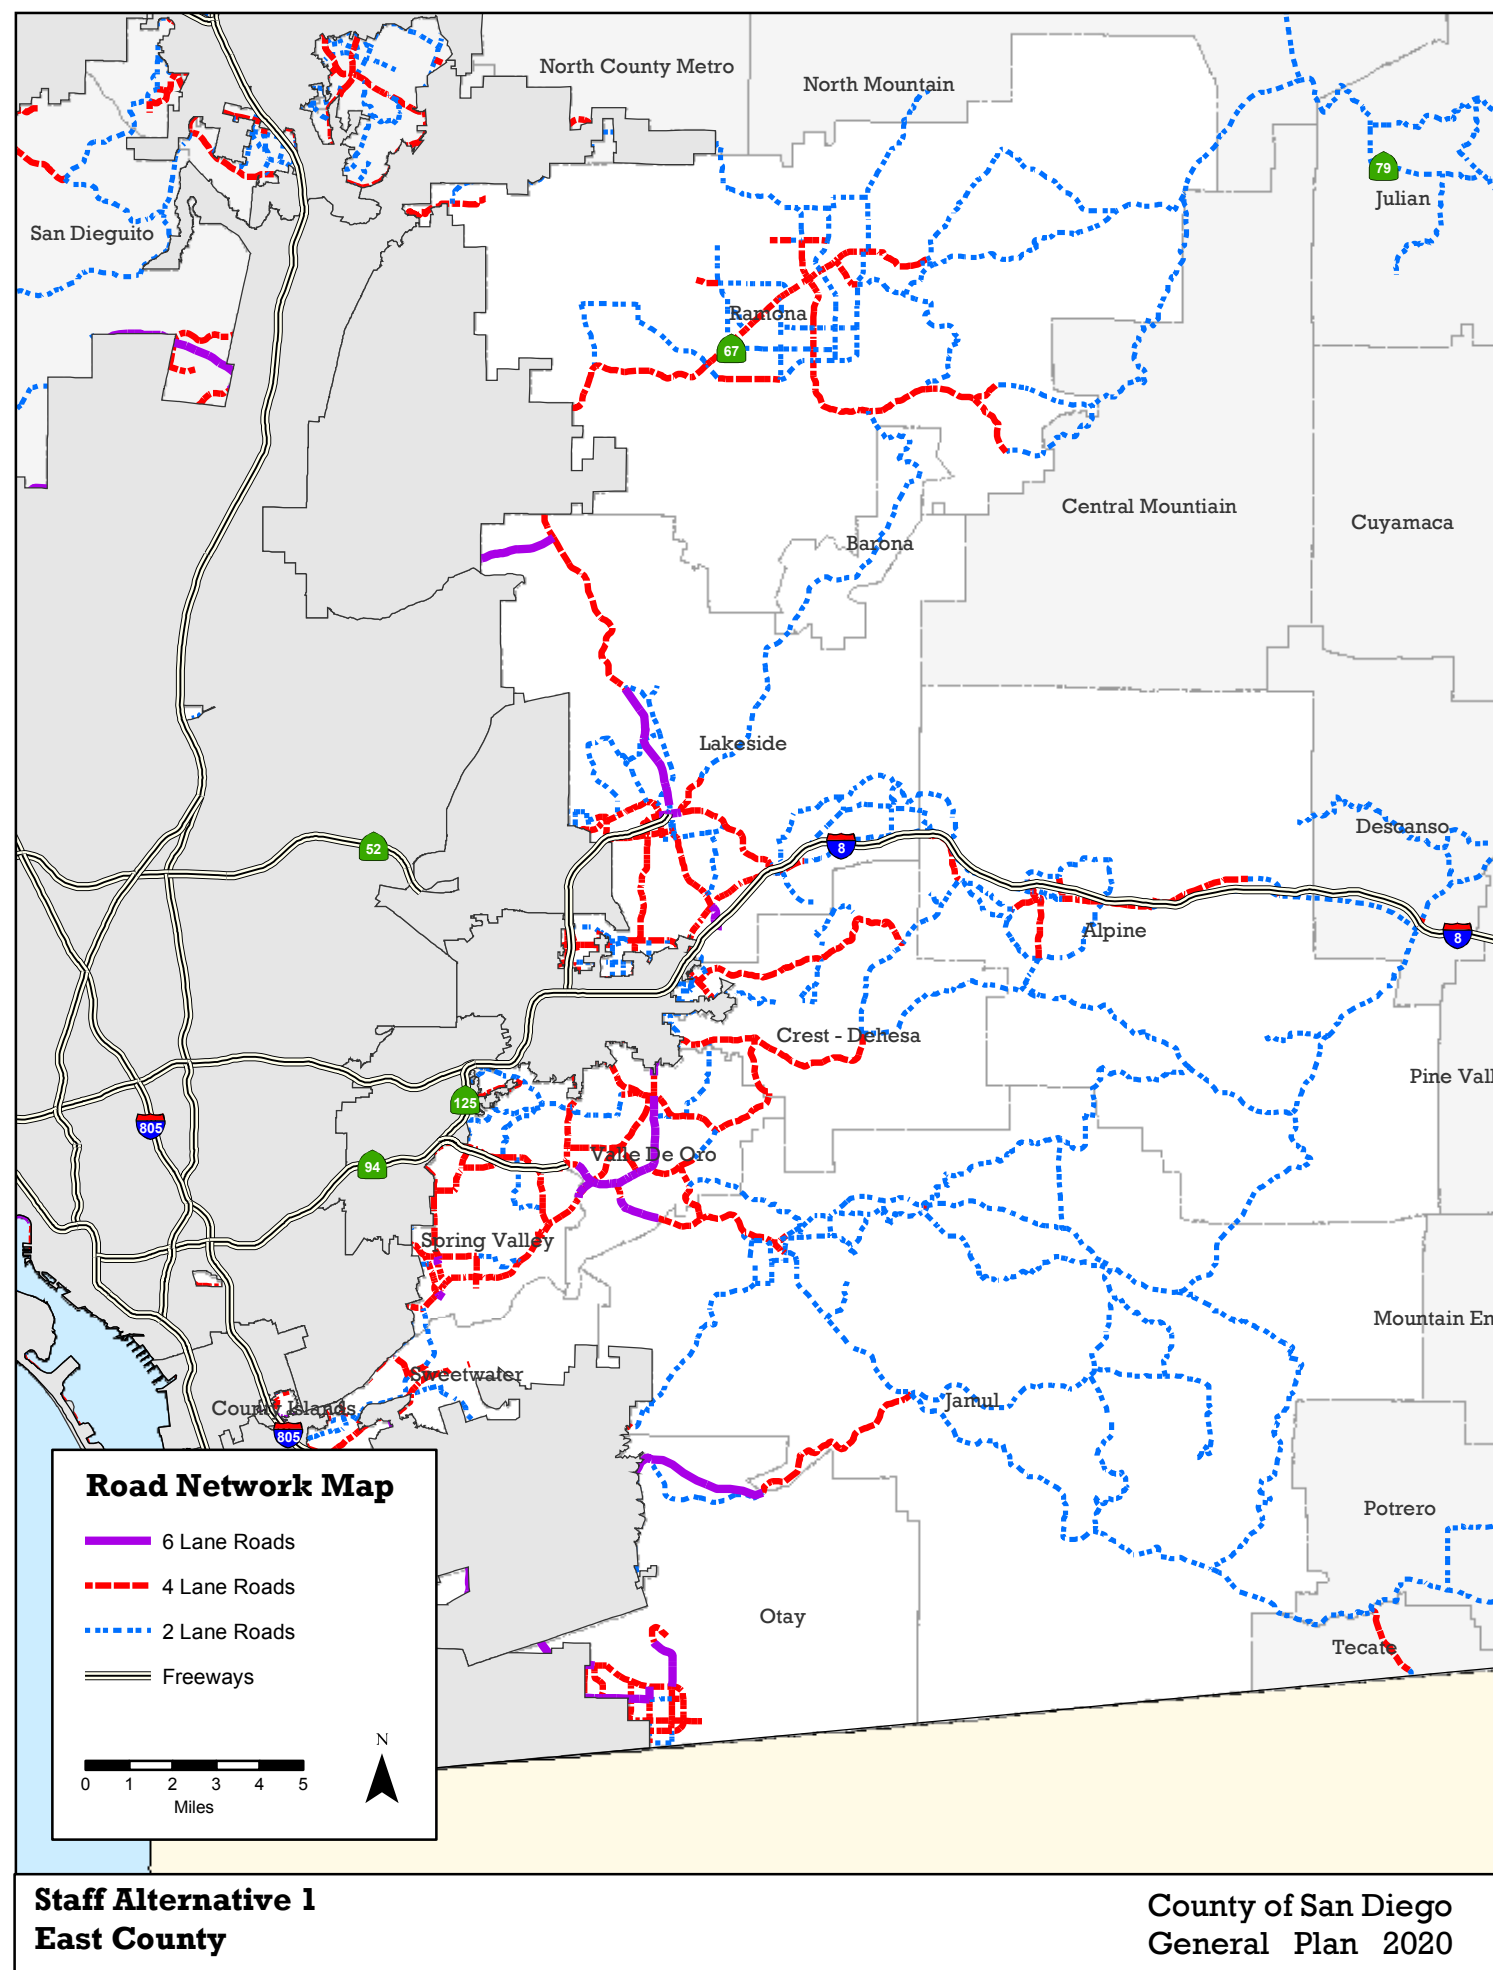 North County Metro
North Mountain
79
Julian
San Dieguito
Ramona
67
Central Mountiain
Cuyamaca
Barona
Lakeside
Descanso
52
8
Alpine
8
Crest - Dehesa
Pine Vall
125
805
94
Valle De Oro
Spring Valley
Mountain En
Sweetwater
County Islands
Jamul
805
Road Network Map
6 Lane Roads
4 Lane Roads
2 Lane Roads
Freeways
N
0 1 2 3 4 5
Miles
Potrero
Otay
Tecate
Staff Alternative 1
East County
County of San Diego
General Plan 2020